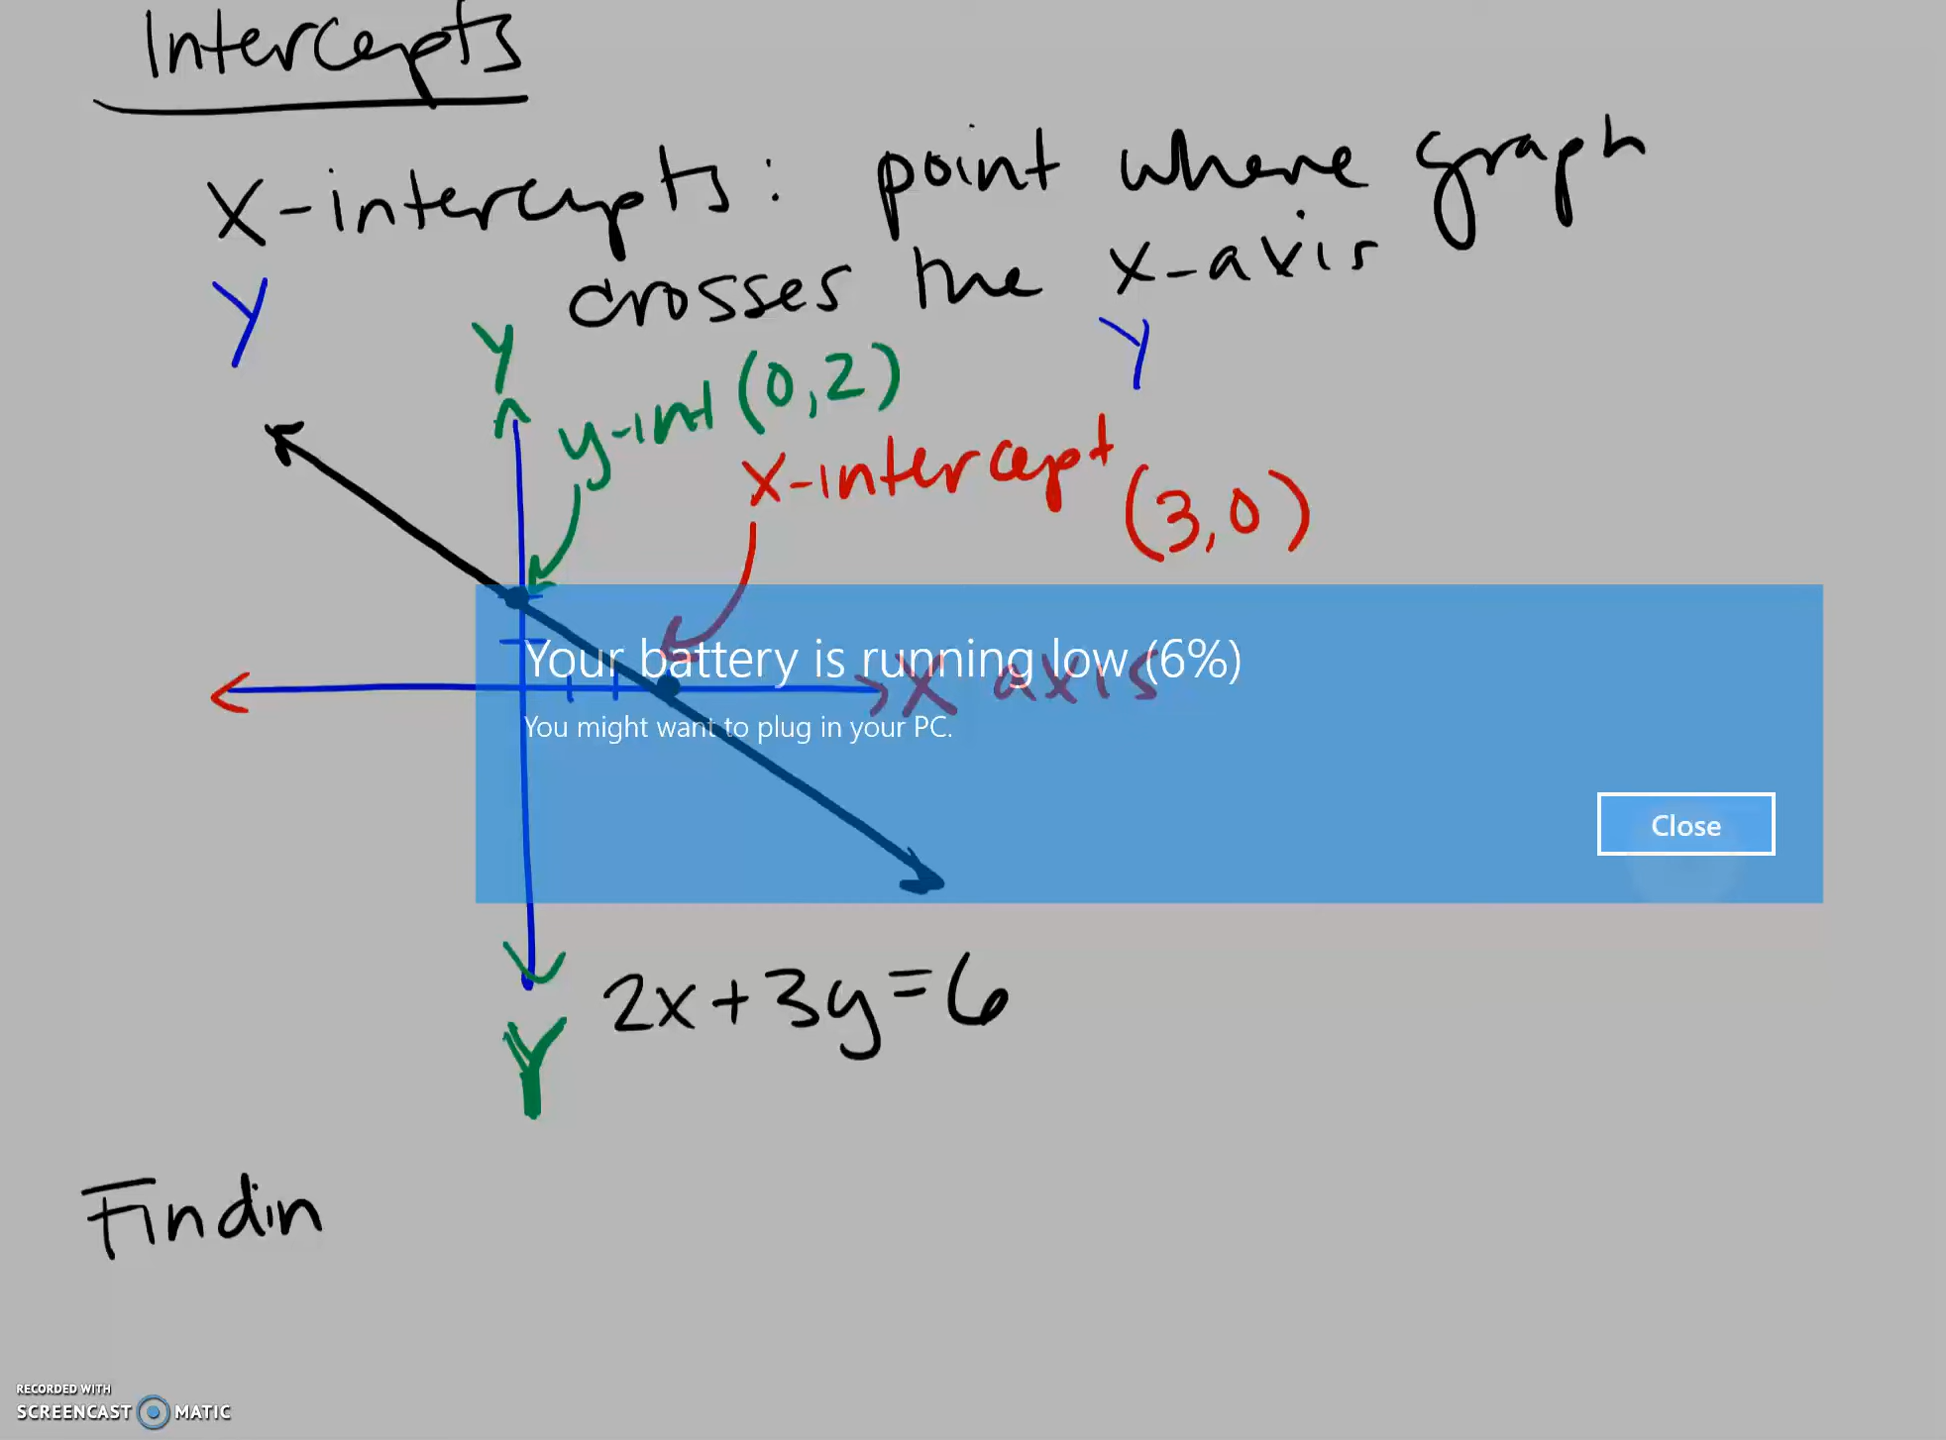 Intercepts
x-intercepts: point where graph
crosses the x-axis
Y
Y
Y
y-int (0,2)
x-intercept
(3,0)
Your battery is running low (6%)
X axis
You might want to plug in your PC.
Close
2x+3y=6
Y
Findin
RECORDED WITH
SCREENCAST MATIC